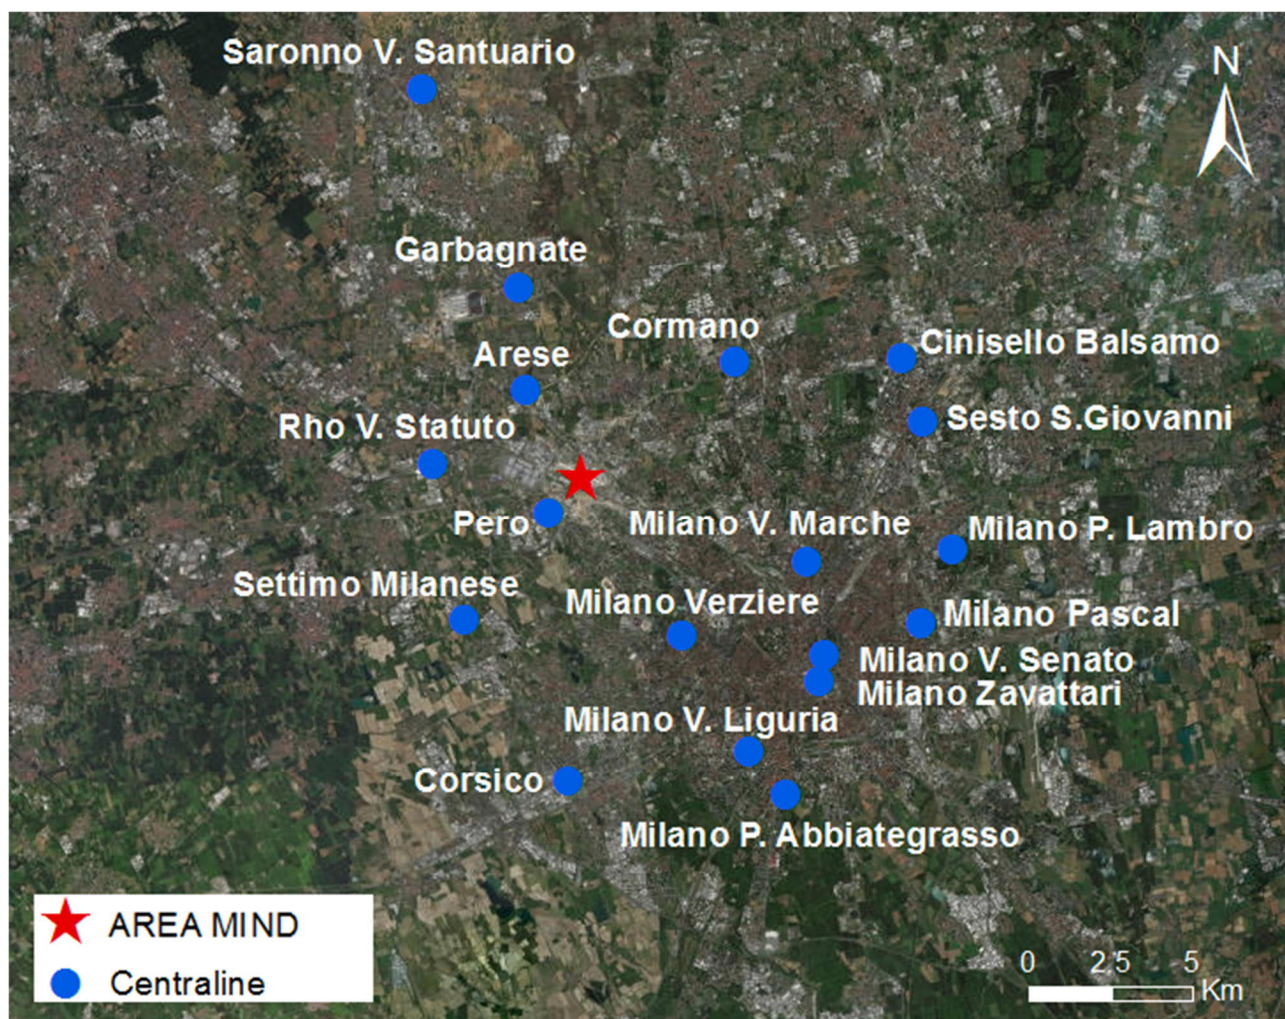 Saronno V. Santuario
N
Garbagnate
Cormano
Cinisello Balsamo
Arese
Sesto S.Giovanni
Rho V. Statuto
Pero
Milano V. Marche
Milano P. Lambro
Settimo Milanese
Milano Verziere
Milano Pascal
Milano V. Senato
Milano Zavattari
Milano V. Liguria
Corsico
Milano P. Abbiategrasso
AREA MIND
Centraline
0 2.5 5
Km